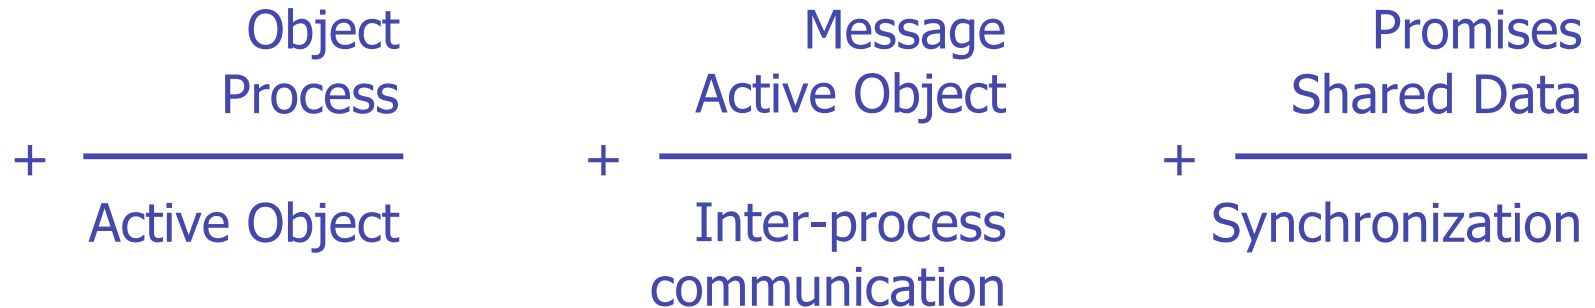 Object
Process
+
Active Object
Message
Active Object
+
Inter-process
communication
Promises
Shared Data
+
Synchronization